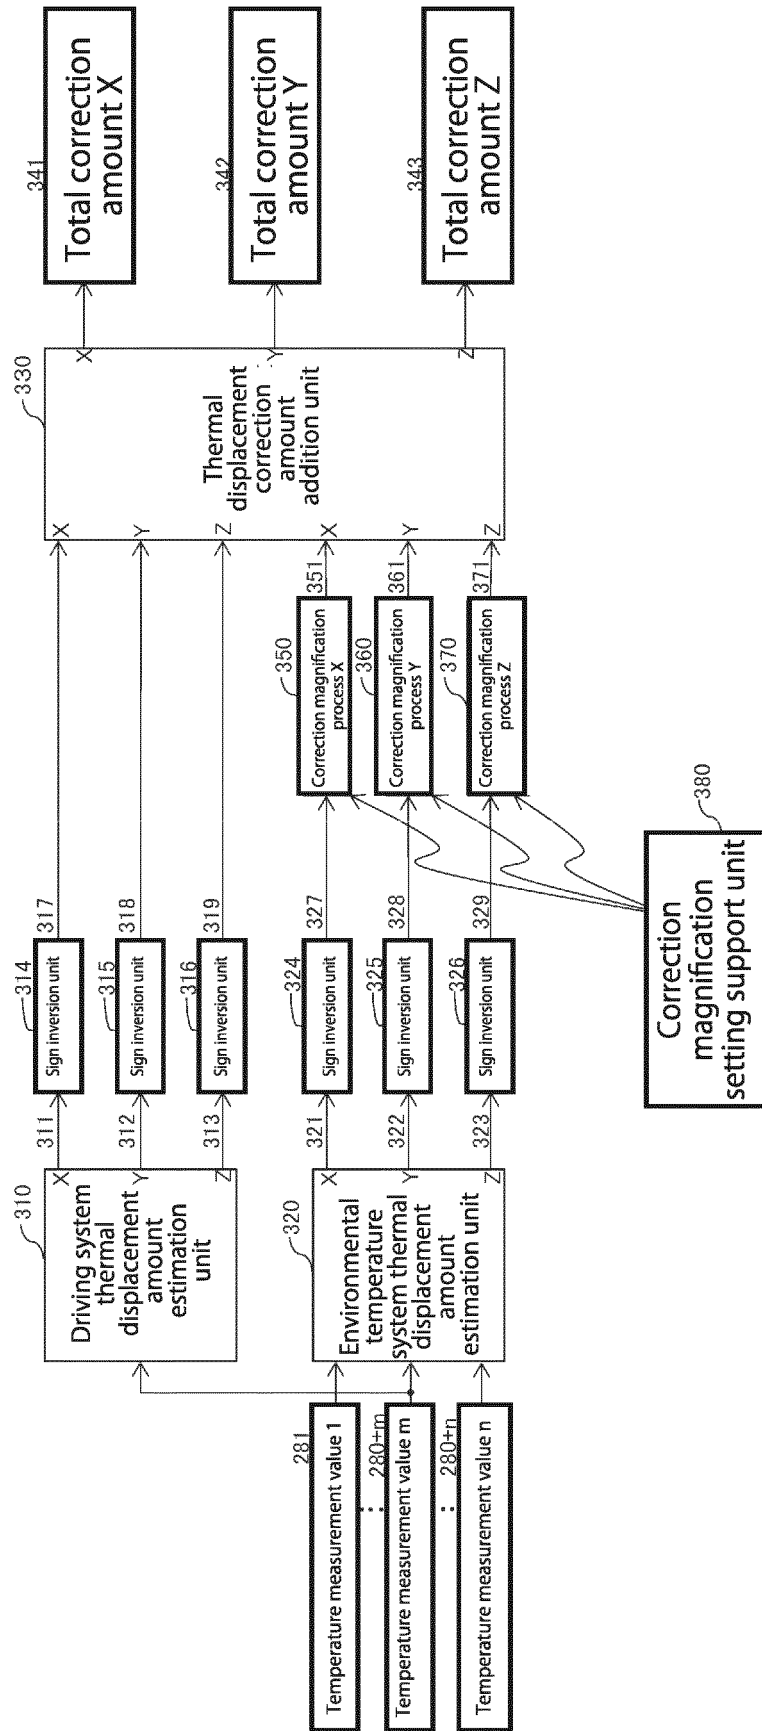 281
Temperature measurement value 1
280+m
Temperature measurement value m
280+n
Temperature measurement value n
310
Driving system
thermal
displacement
amount
estimation
unit
X
Y
Z
320
Environmental
temperature
system thermal
displacement
amount
estimation unit
X
Y
Z
311
312
313
321
322
323
314
Sign inversion unit
315
Sign inversion unit
316
Sign inversion unit
324
Sign inversion unit
325
Sign inversion unit
326
Sign inversion unit
317
318
319
327
328
329
350
Correction magnification
process X
360
Correction magnification
process Y
370
Correction magnification
process Z
351
361
371
380
Correction
magnification
setting support unit
330
X
Y
Z
X
Y
Z
Thermal
displacement
correction
amount
addition unit
X
Y
Z
341
Total correction
amount X
342
Total correction
amount Y
343
Total correction
amount Z